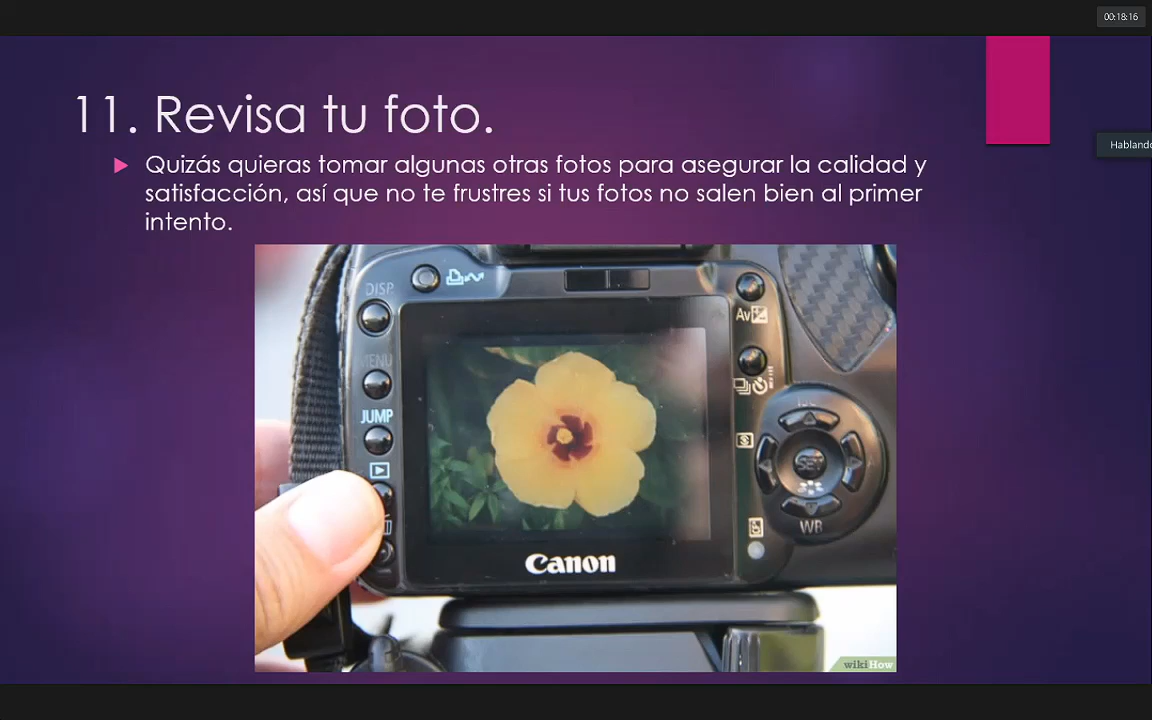 00:18:16
11. Revisa tu foto.
Hablando
Quizás quieras tomar algunas otras fotos para asegurar la calidad y
satisfacción, así que no te frustres si tus fotos no salen bien al primer
intento.
DISP.
Av
MENU
JUMP
SET
WB
Canon
wikiHow